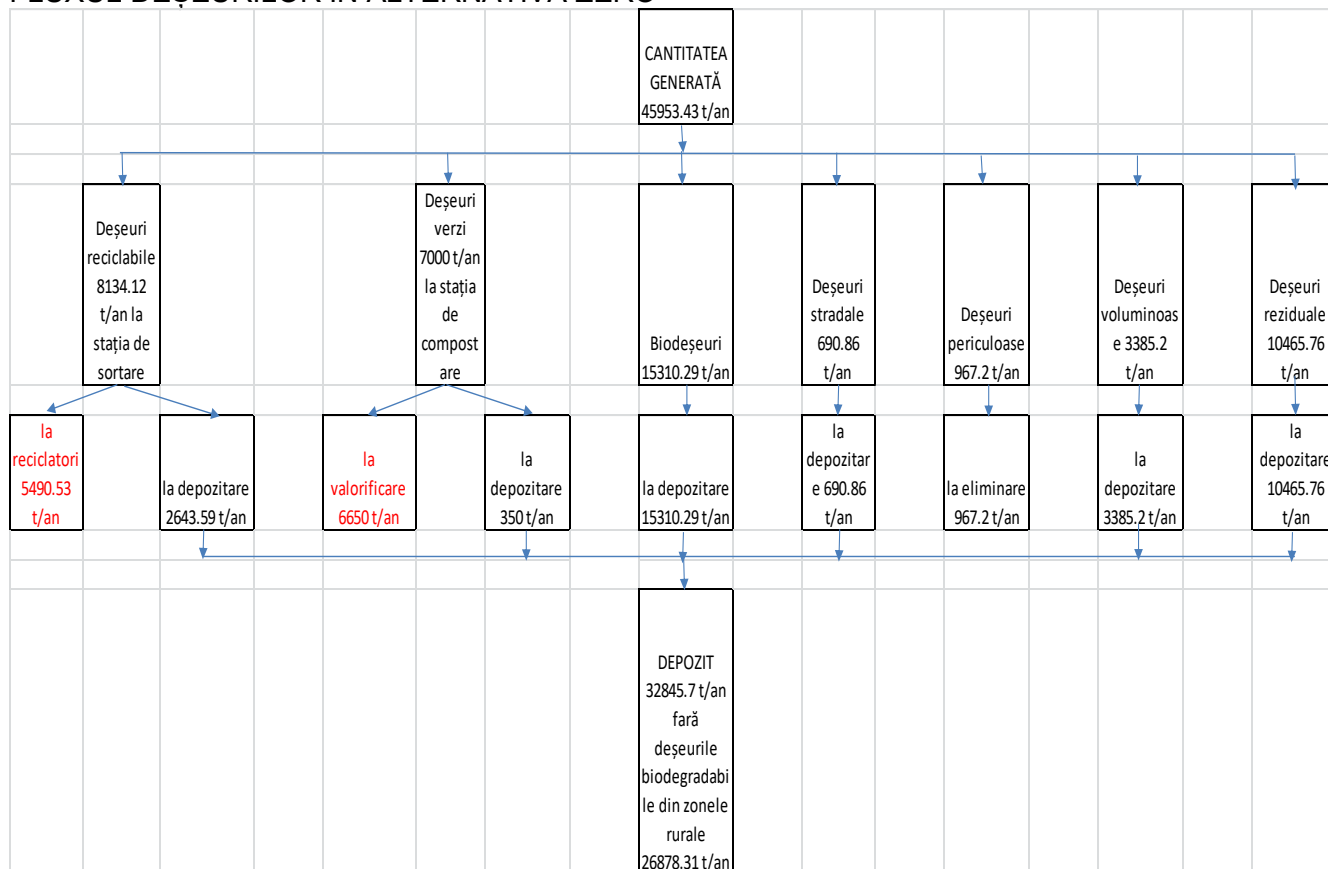 FLUXUL DEȘEURILOR ÎN ALTERNATIVA ZERO
CANTITATEA
GENERATĂ
45953.43 t/an
Deșeuri
reciclabile
8134.12
t/an la
stația de
sortare
Deșeuri
verzi
7000 t/an
la stația
de
compost
are
Biodeșeuri
15310.29 t/an
Deșeuri
stradale
690.86
t/an
Deșeuri
periculoase
967.2 t/an
Deșeuri
voluminoas
e 3385.2
t/an
Deșeuri
reziduale
10465.76
t/an
la
reciclatori
5490.53
t/an
la depozitare
2643.59 t/an
la
valorificare
6650 t/an
la
depozitare
350 t/an
la depozitare
15310.29 t/an
la
depozitar
e 690.86
t/an
la eliminare
967.2 t/an
la
depozitare
3385.2 t/an
la
depozitare
10465.76
t/an
DEPOZIT
32845.7 t/an
fară
deșeurile
biodegradabi
le din zonele
rurale
26878.31 t/an